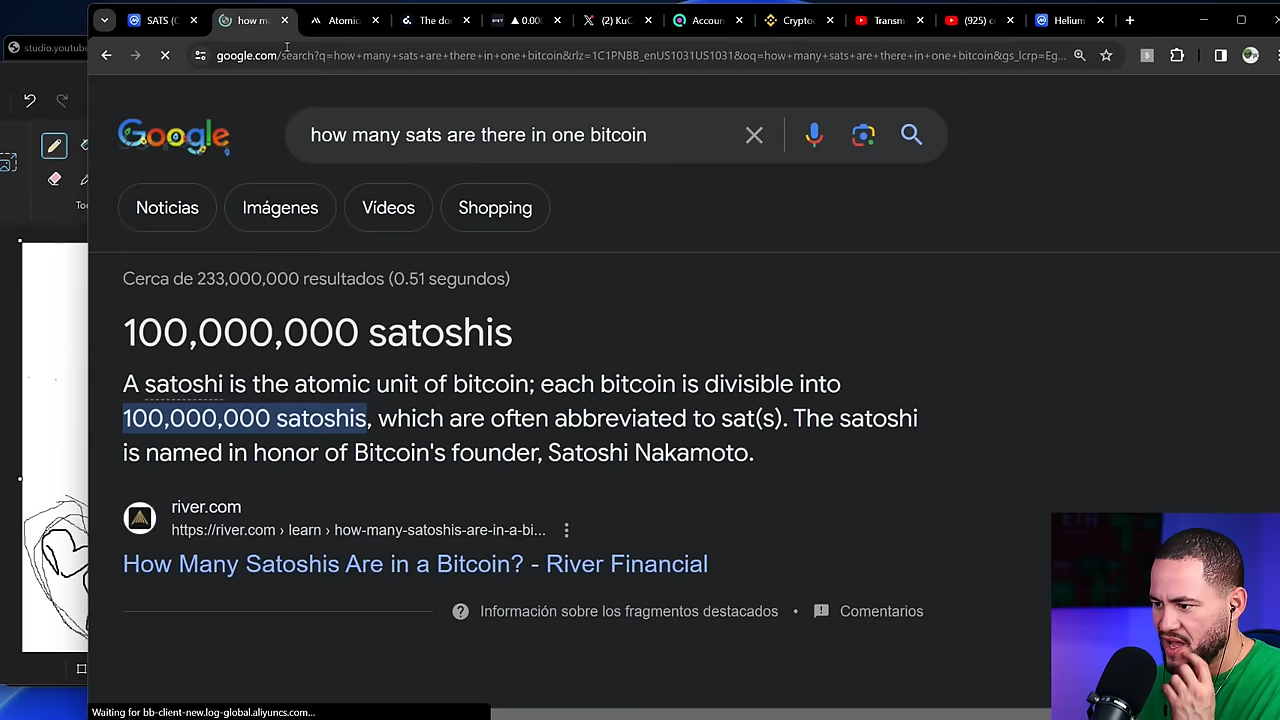 SATS (C
how m
Atomic
The do
▲ 0.000
(2) KuC
Accoun
Crypto
Transm
(925) c
Helium
studio.youtube
google.com/search?q=how+many+sats+are+there+in+one+bitcoin&rlz=1C1PNBB_enUS1031US1031&oq=how+many+sats+are+there+in+one+bitcoin&gs_lcrp=Eg...
Google
how many sats are there in one bitcoin
Noticias
Imágenes
Vídeos
Shopping
Cerca de 233,000,000 resultados (0.51 segundos)
100,000,000 satoshis
A satoshi is the atomic unit of bitcoin; each bitcoin is divisible into
100,000,000 satoshis, which are often abbreviated to sat(s). The satoshi
is named in honor of Bitcoin's founder, Satoshi Nakamoto.
river.com
https://river.com › learn › how-many-satoshis-are-in-a-bi...
How Many Satoshis Are in a Bitcoin? - River Financial
Información sobre los fragmentos destacados • Comentarios
Waiting for bb-client-new.log-global.aliyuncs.com...